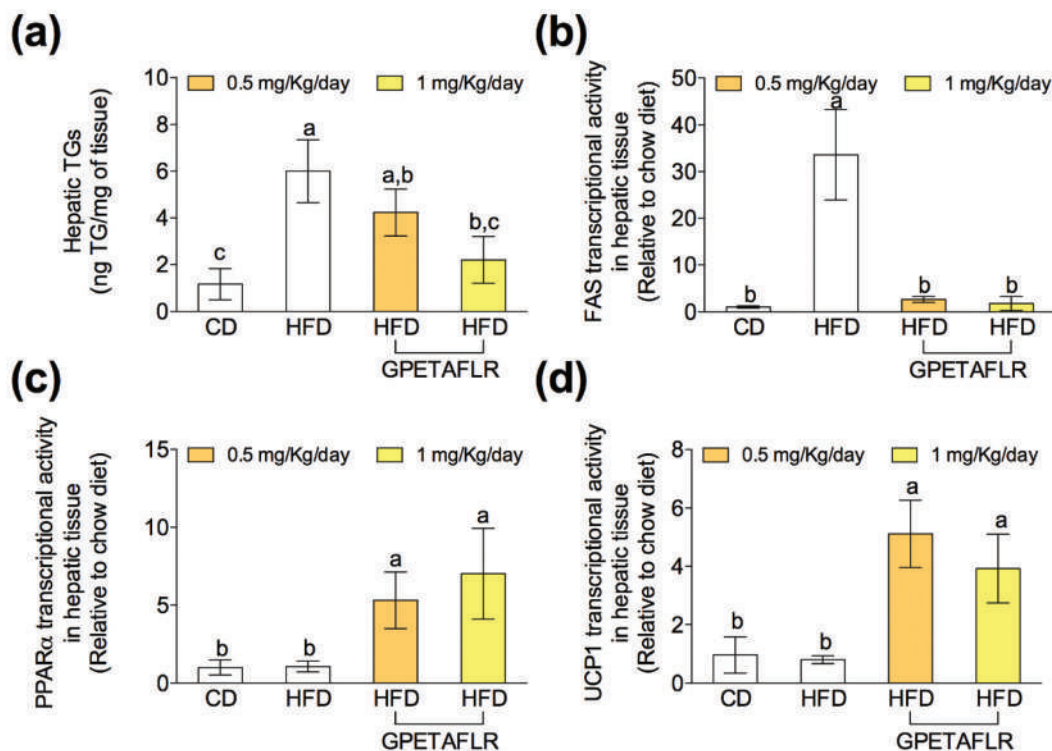 (a)
Hepatic TGs
(ng TG/mg of tissue)
10
8
6
4
2
0
0.5 mg/Kg/day 1 mg/Kg/day
c
a
a,b
b,c
CD HFD HFD HFD
GPETAFLR
(b)
FAS transcriptional activity
in hepatic tissue
(Relative to chow diet)
50
40
30
20
10
0
0.5 mg/Kg/day 1 mg/Kg/day
b
a
b
b
CD HFD HFD HFD
GPETAFLR
(c)
PPARα transcriptional activity
in hepatic tissue
(Relative to chow diet)
15
10
5
0
0.5 mg/Kg/day 1 mg/Kg/day
b
b
a
a
CD HFD HFD HFD
GPETAFLR
(d)
UCP1 transcriptional activity
in hepatic tissue
(Relative to chow diet)
8
6
4
2
0
0.5 mg/Kg/day 1 mg/Kg/day
b
b
a
a
CD HFD HFD HFD
GPETAFLR